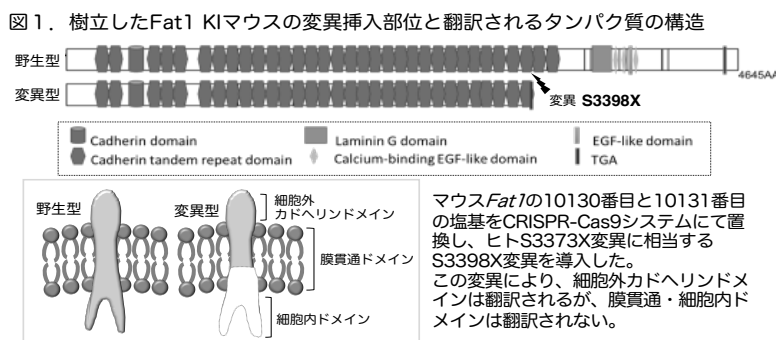 図1．樹立したFat1 KIマウスの変異挿入部位と翻訳されるタンパク質の構造
野生型
4645AA
変異型
変異 S3398X
Cadherin domain
Laminin G domain
EGF-like domain
Cadherin tandem repeat domain
Calcium-binding EGF-like domain
TGA
野生型
変異型
細胞外
カドヘリンドメイン
膜貫通ドメイン
細胞内ドメイン
マウスFat1の10130番目と10131番目
の塩基をCRISPR-Cas9システムにて置
換し、ヒトS3373X変異に相当する
S3398X変異を導入した。
この変異により、細胞外カドヘリンドメ
インは翻訳されるが、膜貫通・細胞内ド
メインは翻訳されない。